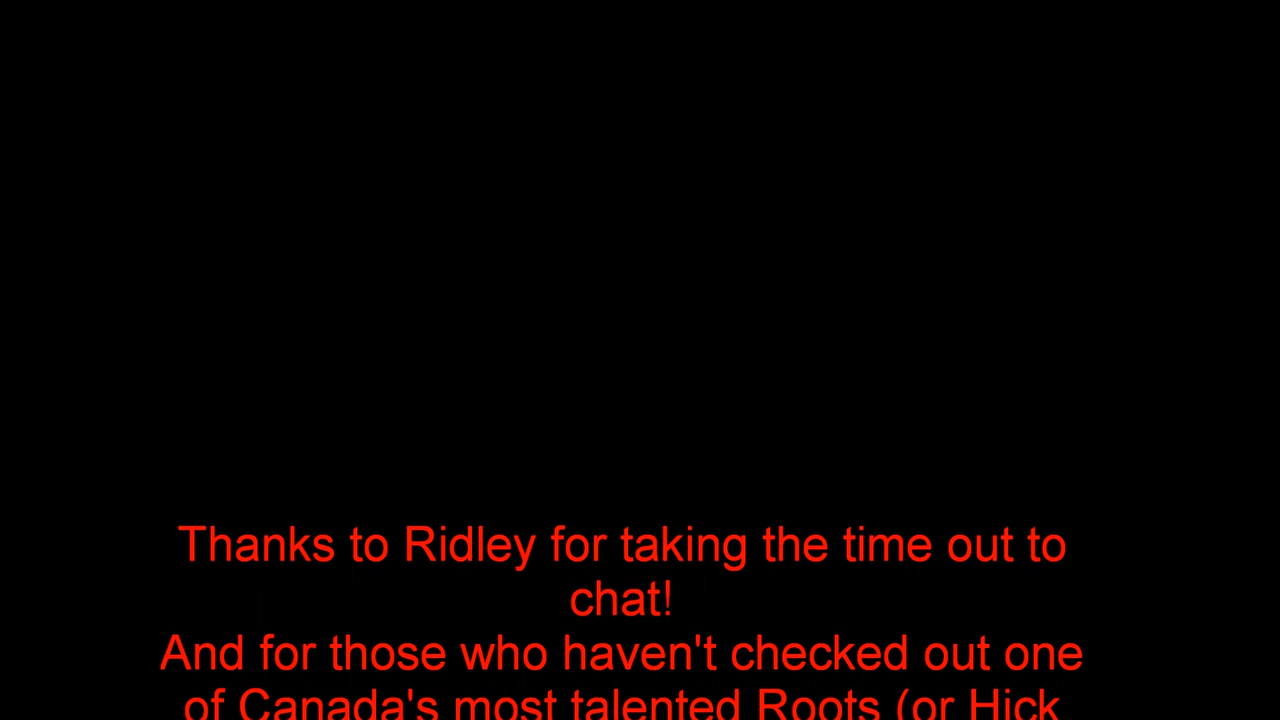 Thanks to Ridley for taking the time out to
chat!
And for those who haven't checked out one
of Canada's most talented Roots (or Hick